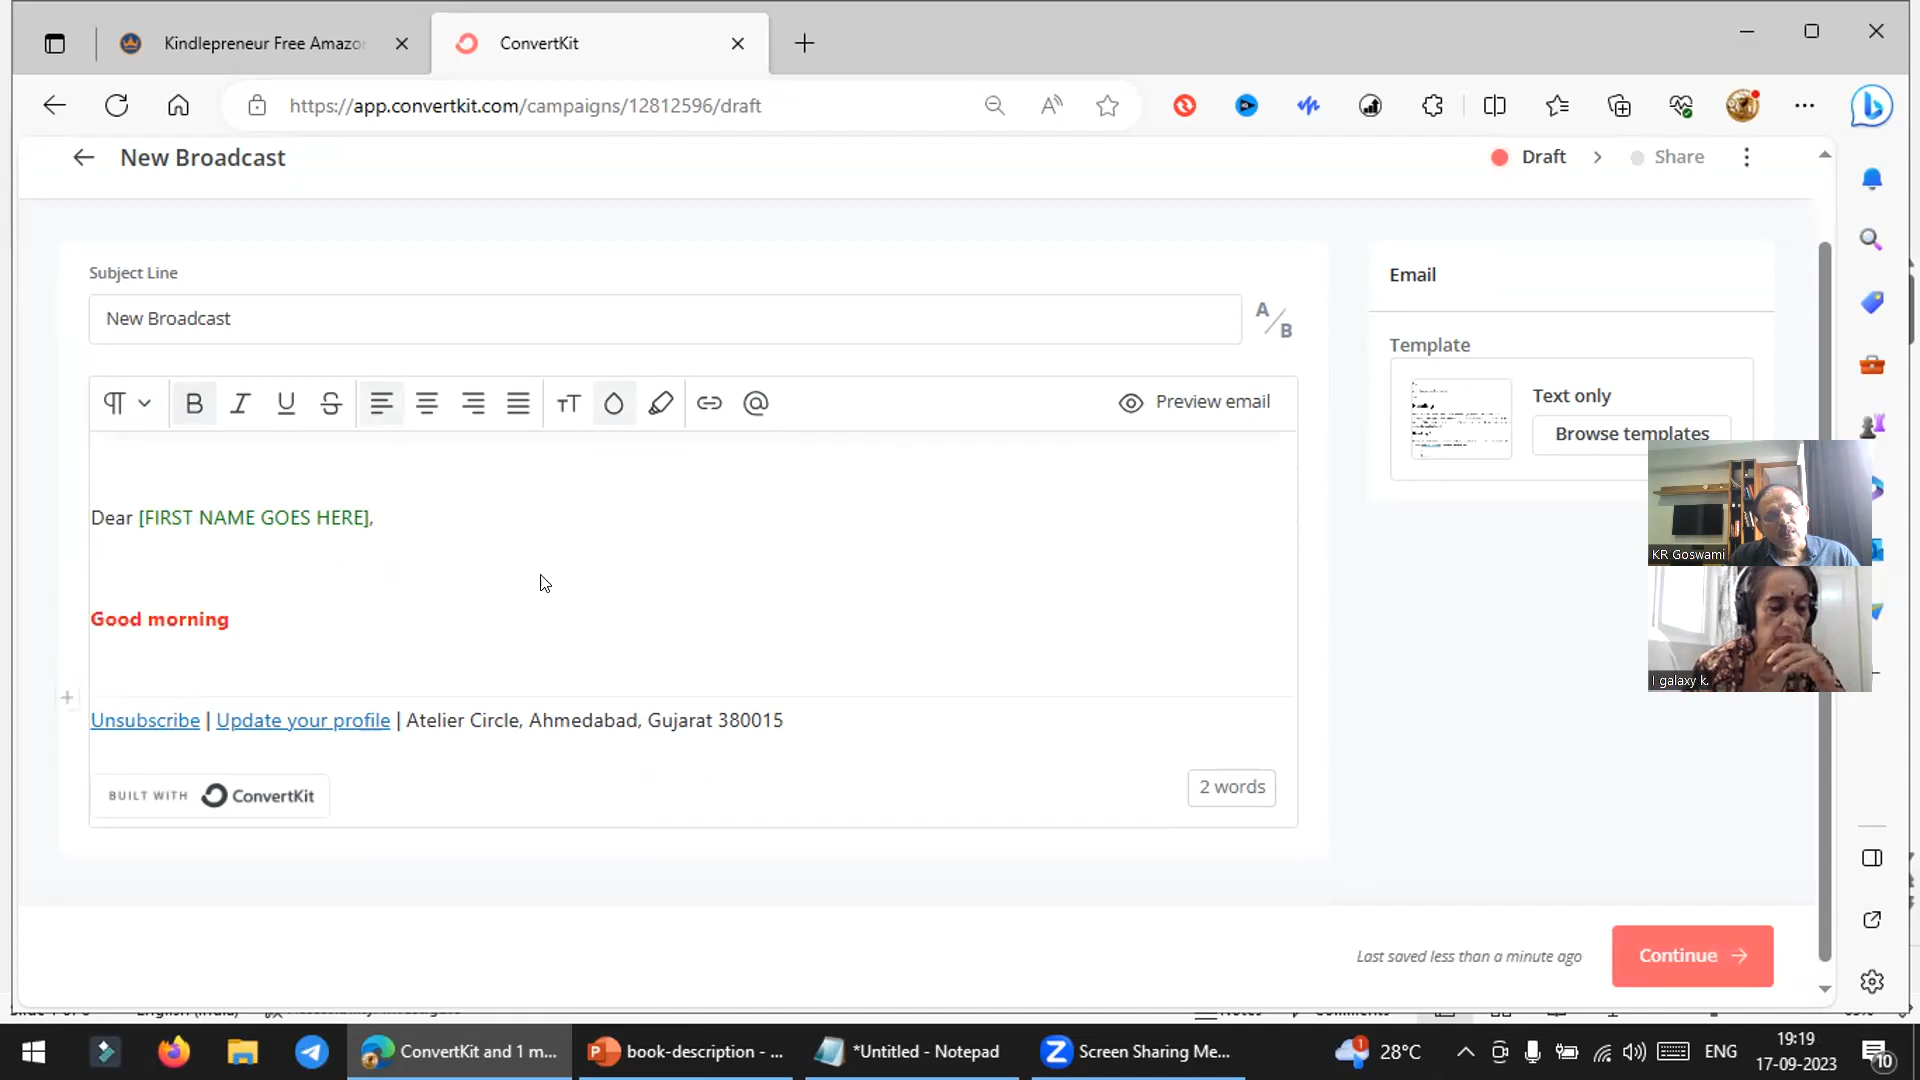 Kindlepreneur Free Amazo
ConvertKit
https://app.convertkit.com/campaigns/12812596/draft
New Broadcast
Draft
Share
Subject Line
New Broadcast
A/B
Email
Template
Text only
Browse templates
Preview email
Dear [FIRST NAME GOES HERE],
Good morning
Unsubscribe | Update your profile | Atelier Circle, Ahmedabad, Gujarat 380015
BUILT WITH ConvertKit
2 words
KR Goswami
I galaxy k.
Last saved less than a minute ago
Continue
ConvertKit and 1 m...
book-description - ...
*Untitled - Notepad
Screen Sharing Me...
1
28°C
ENG
19:19
17-09-2023
10